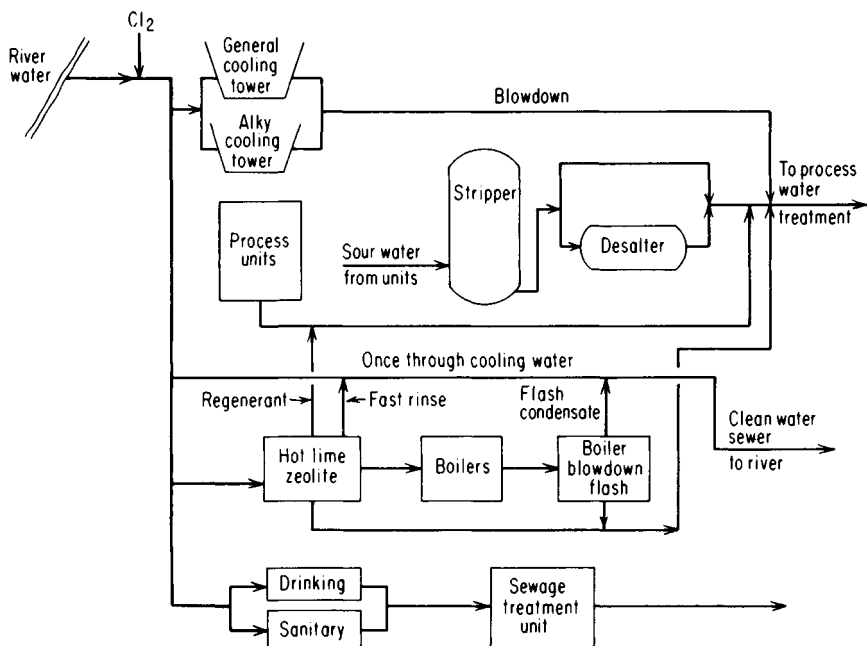 Cl2
River
water
General
cooling
tower
Alky
cooling
tower
Blowdown
To process
water
treatment
Stripper
Desalter
Process
units
Sour water
from units
Once through cooling water
Regenerant
Fast rinse
Flash
condensate
Clean water
sewer
to river
Hot lime
zeolite
Boilers
Boiler
blowdown
flash
Drinking
Sanitary
Sewage
treatment
unit